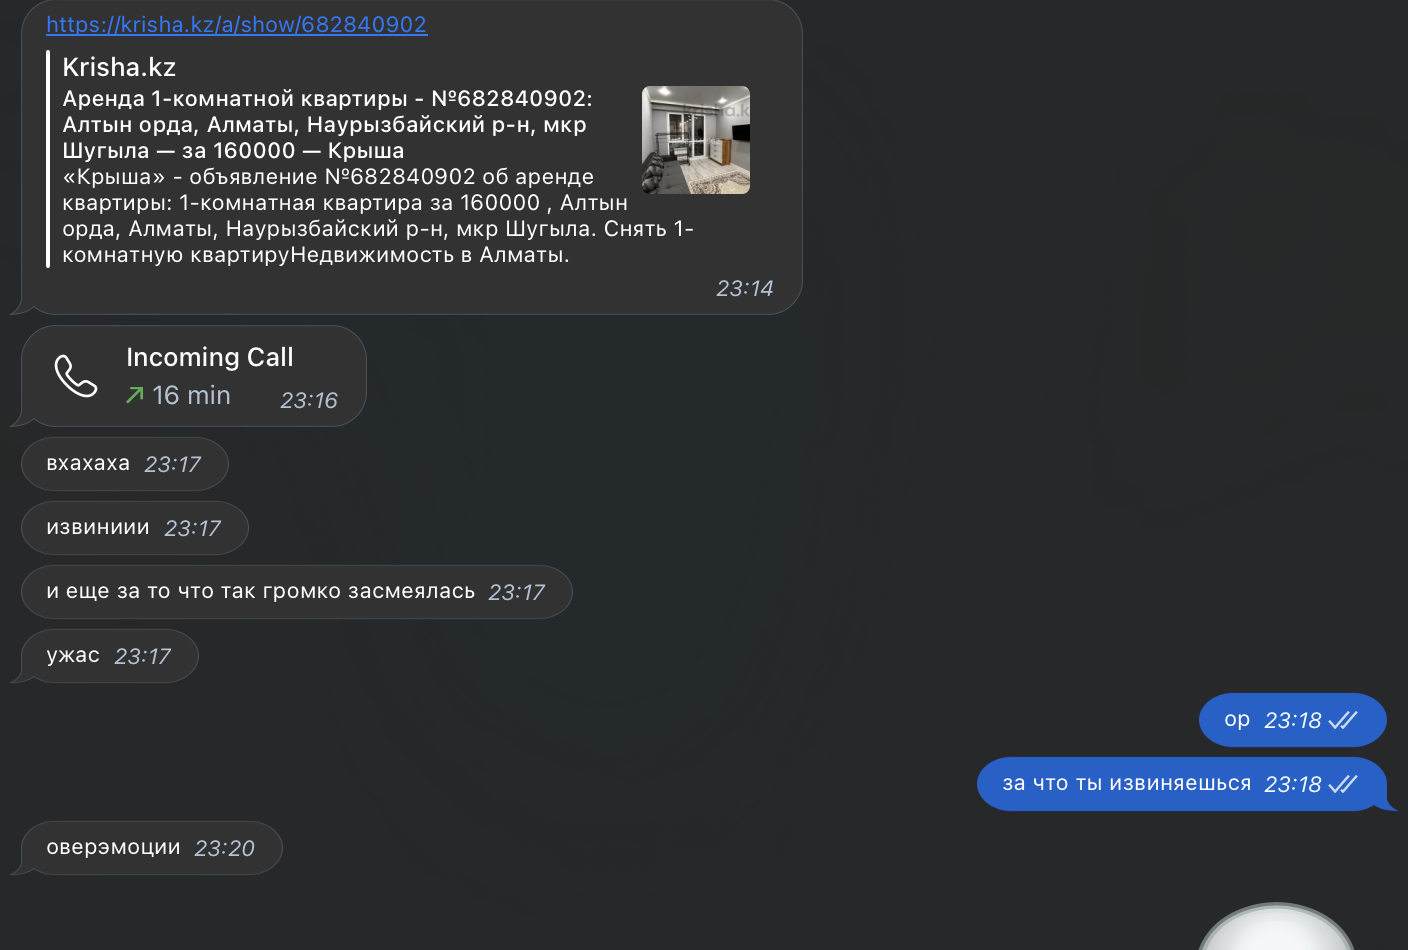 https://krisha.kz/a/show/682840902
Krisha.kz
Аренда 1-комнатной квартиры - №682840902:
Алтын орда, Алматы, Наурызбайский р-н, мкр
Шугыла — за 160000 — Крыша
«Крыша» - объявление №682840902 об аренде
квартиры: 1-комнатная квартира за 160000 , Алтын
орда, Алматы, Наурызбайский р-н, мкр Шугыла. Снять 1-
комнатную квартируНедвижимость в Алматы.
23:14
Incoming Call
16 min 23:16
вхахаха 23:17
извиниии 23:17
и еще за то что так громко засмеялась 23:17
ужас 23:17
ор 23:18
за что ты извиняешься 23:18
оверэмоции 23:20